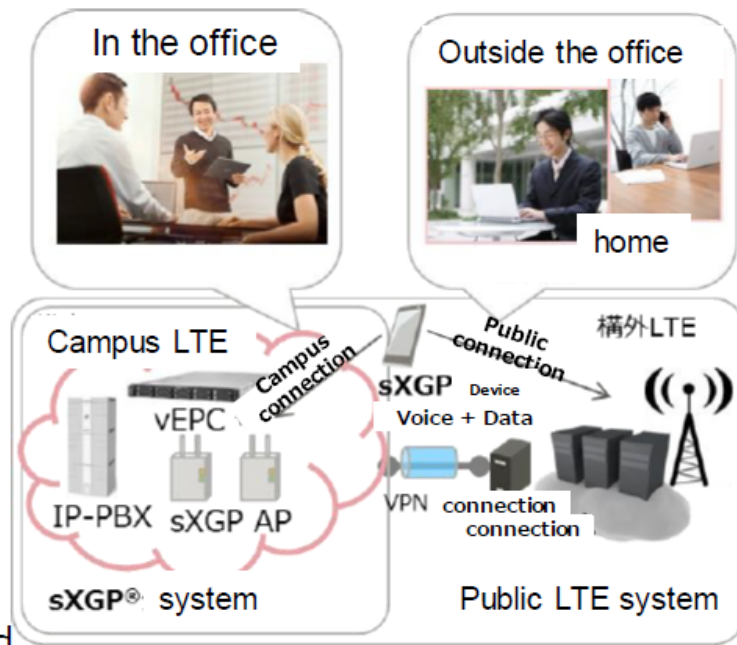 In the office
Outside the office
home
Campus LTE
Campus
connection
Public
connection
構外LTE
sXGP Device
Voice + Data
vEPC
IP-PBX
sXGP AP
VPN
connection
connection
sXGP® system
Public LTE system